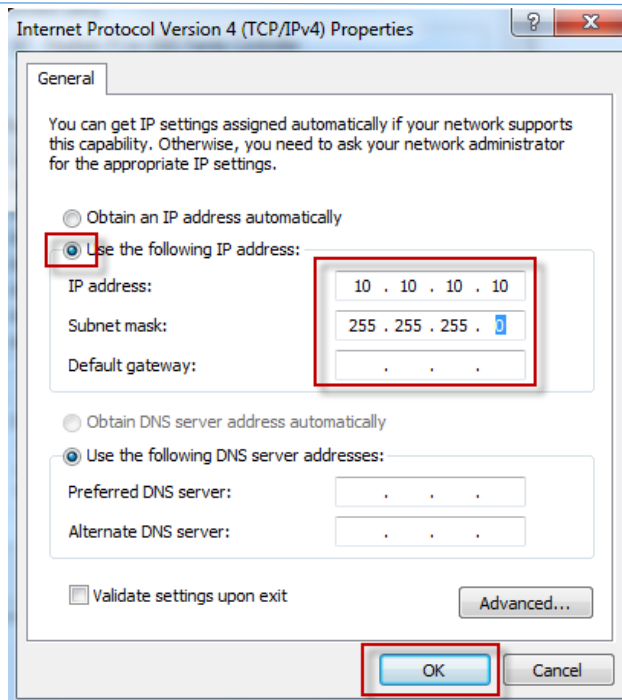 Internet Protocol Version 4 (TCP/IPv4) Properties
?
General
You can get IP settings assigned automatically if your network supports
this capability. Otherwise, you need to ask your network administrator
for the appropriate IP settings.
Obtain an IP address automatically
Use the following IP address:
IP address: 10 . 10 . 10 . 10
Subnet mask: 255 . 255 . 255 . 0
Default gateway: . . .
Obtain DNS server address automatically
Use the following DNS server addresses:
Preferred DNS server: . . .
Alternate DNS server: . . .
Validate settings upon exit
Advanced...
OK Cancel